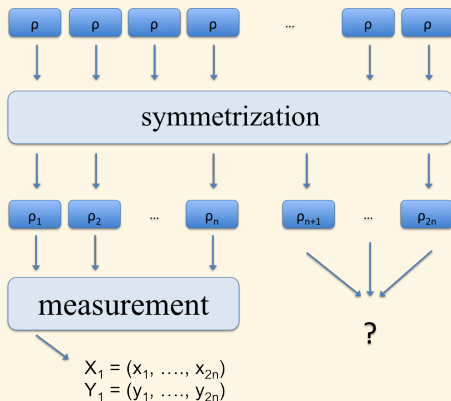 ρ ρ ρ ρ ... ρ ρ
symmetrization
ρ₁ ρ₂ ... ρₙ ρₙ₊₁ ... ρ₂ₙ
measurement
?
X₁ = (x₁, ...., x₂ₙ)
Y₁ = (y₁, ...., y₂ₙ)